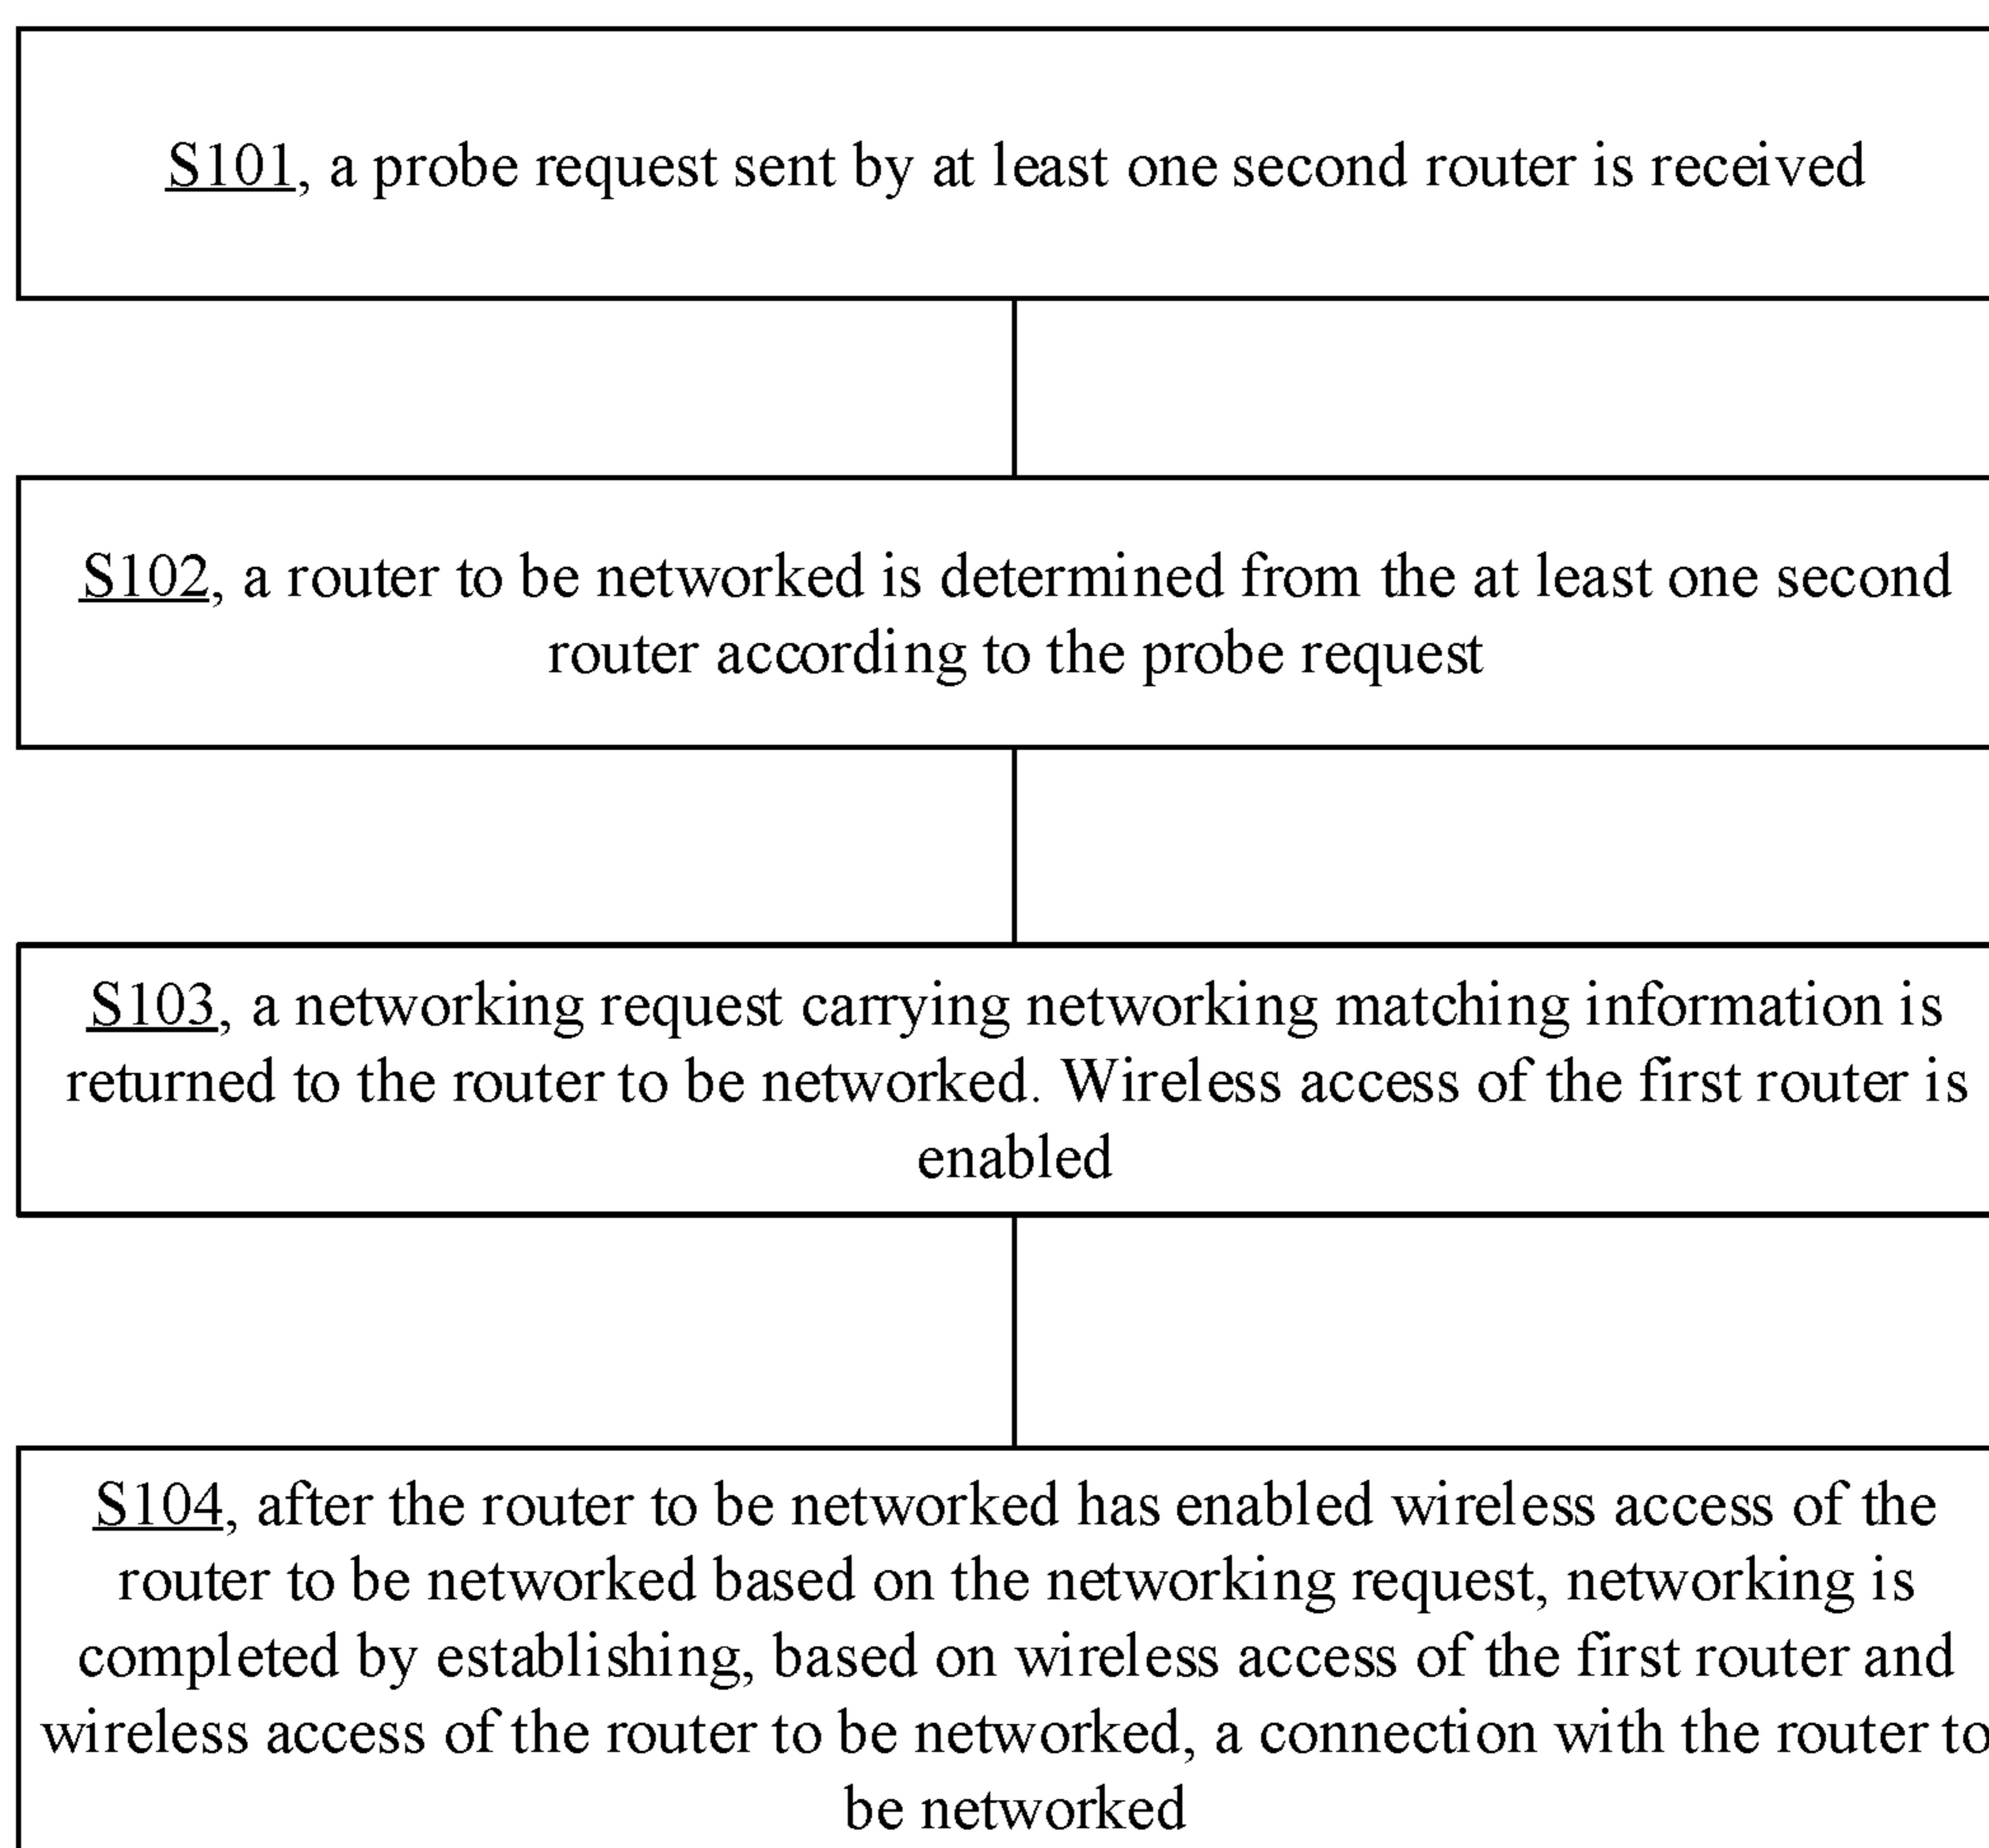 S101, a probe request sent by at least one second router is received
S102, a router to be networked is determined from the at least one second
router according to the probe request
S103, a networking request carrying networking matching information is
returned to the router to be networked. Wireless access of the first router is
enabled
S104, after the router to be networked has enabled wireless access of the
router to be networked based on the networking request, networking is
completed by establishing, based on wireless access of the first router and
wireless access of the router to be networked, a connection with the router to
be networked